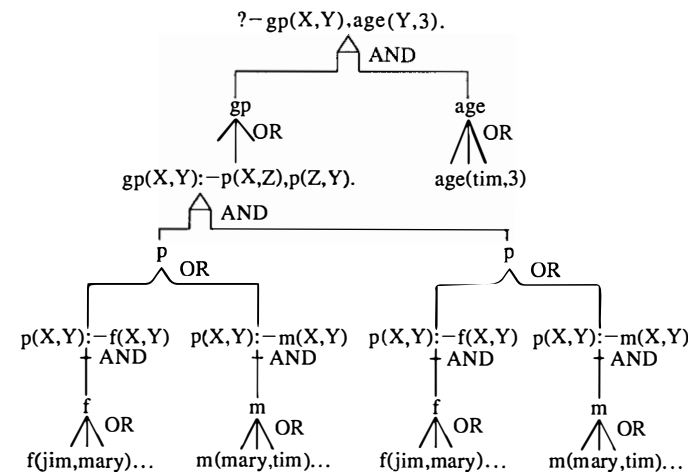 ?−gp(X,Y),age(Y,3).
AND
gp age
OR OR
gp(X,Y):−p(X,Z),p(Z,Y). age(tim,3)
AND
p p
OR OR
p(X,Y):−f(X,Y) p(X,Y):−m(X,Y) p(X,Y):−f(X,Y) p(X,Y):−m(X,Y)
AND AND AND AND
f m f m
OR OR OR OR
f(jim,mary)... m(mary,tim)... f(jim,mary)... m(mary,tim)...